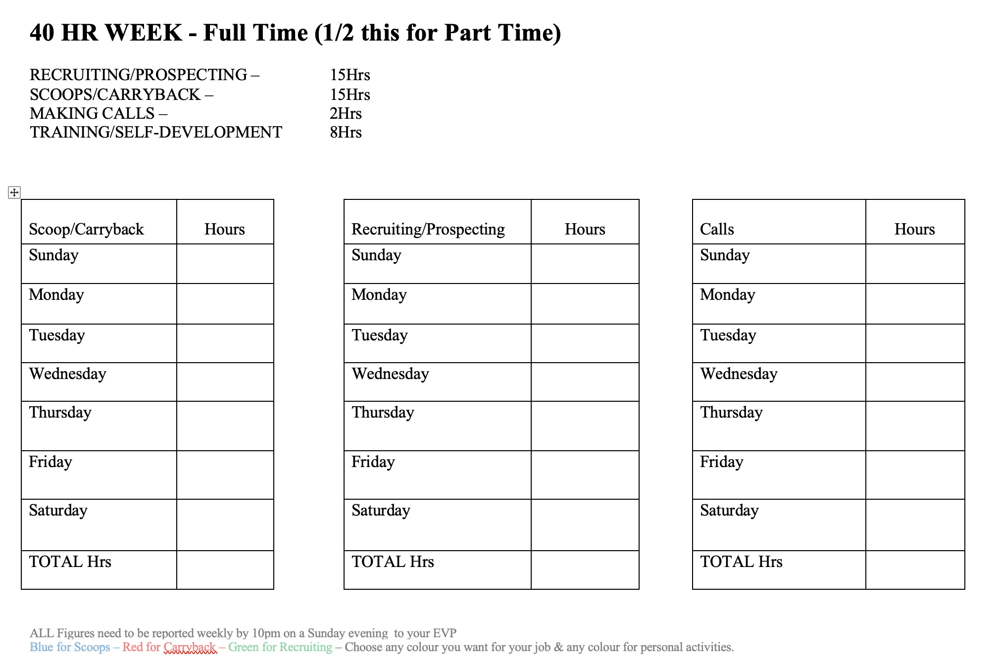 40 HR WEEK - Full Time (1/2 this for Part Time)
RECRUITING/PROSPECTING – 15Hrs
SCOOPS/CARRYBACK – 15Hrs
MAKING CALLS – 2Hrs
TRAINING/SELF-DEVELOPMENT 8Hrs
Scoop/Carryback Hours Recruiting/Prospecting Hours Calls Hours
Sunday Sunday Sunday
Monday Monday Monday
Tuesday Tuesday Tuesday
Wednesday Wednesday Wednesday
Thursday Thursday Thursday
Friday Friday Friday
Saturday Saturday Saturday
TOTAL Hrs TOTAL Hrs TOTAL Hrs
ALL Figures need to be reported weekly by 10pm on a Sunday evening  to your EVP
Blue for Scoops – Red for Carryback – Green for Recruiting – Choose any colour you want for your job & any colour for personal activities.